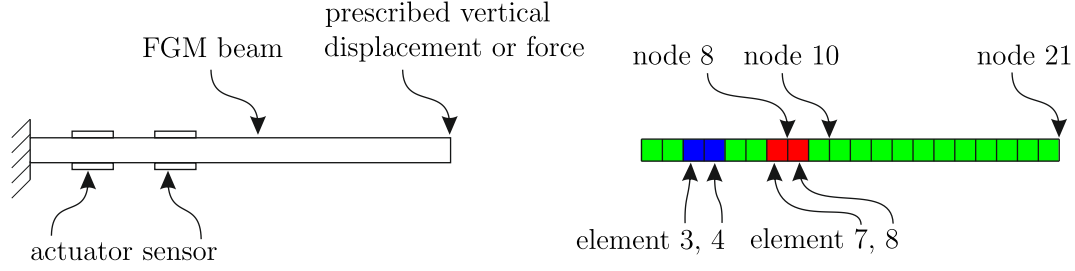 prescribed vertical
displacement or force
FGM beam
actuator sensor
node 8
node 10
node 21
element 3, 4
element 7, 8